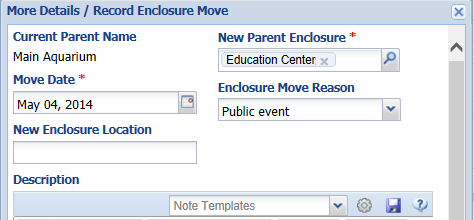 More Details / Record Enclosure Move
Current Parent Name
Main Aquarium
New Parent Enclosure *
Education Center
Move Date *
May 04, 2014
Enclosure Move Reason
Public event
New Enclosure Location
Description
Note Templates